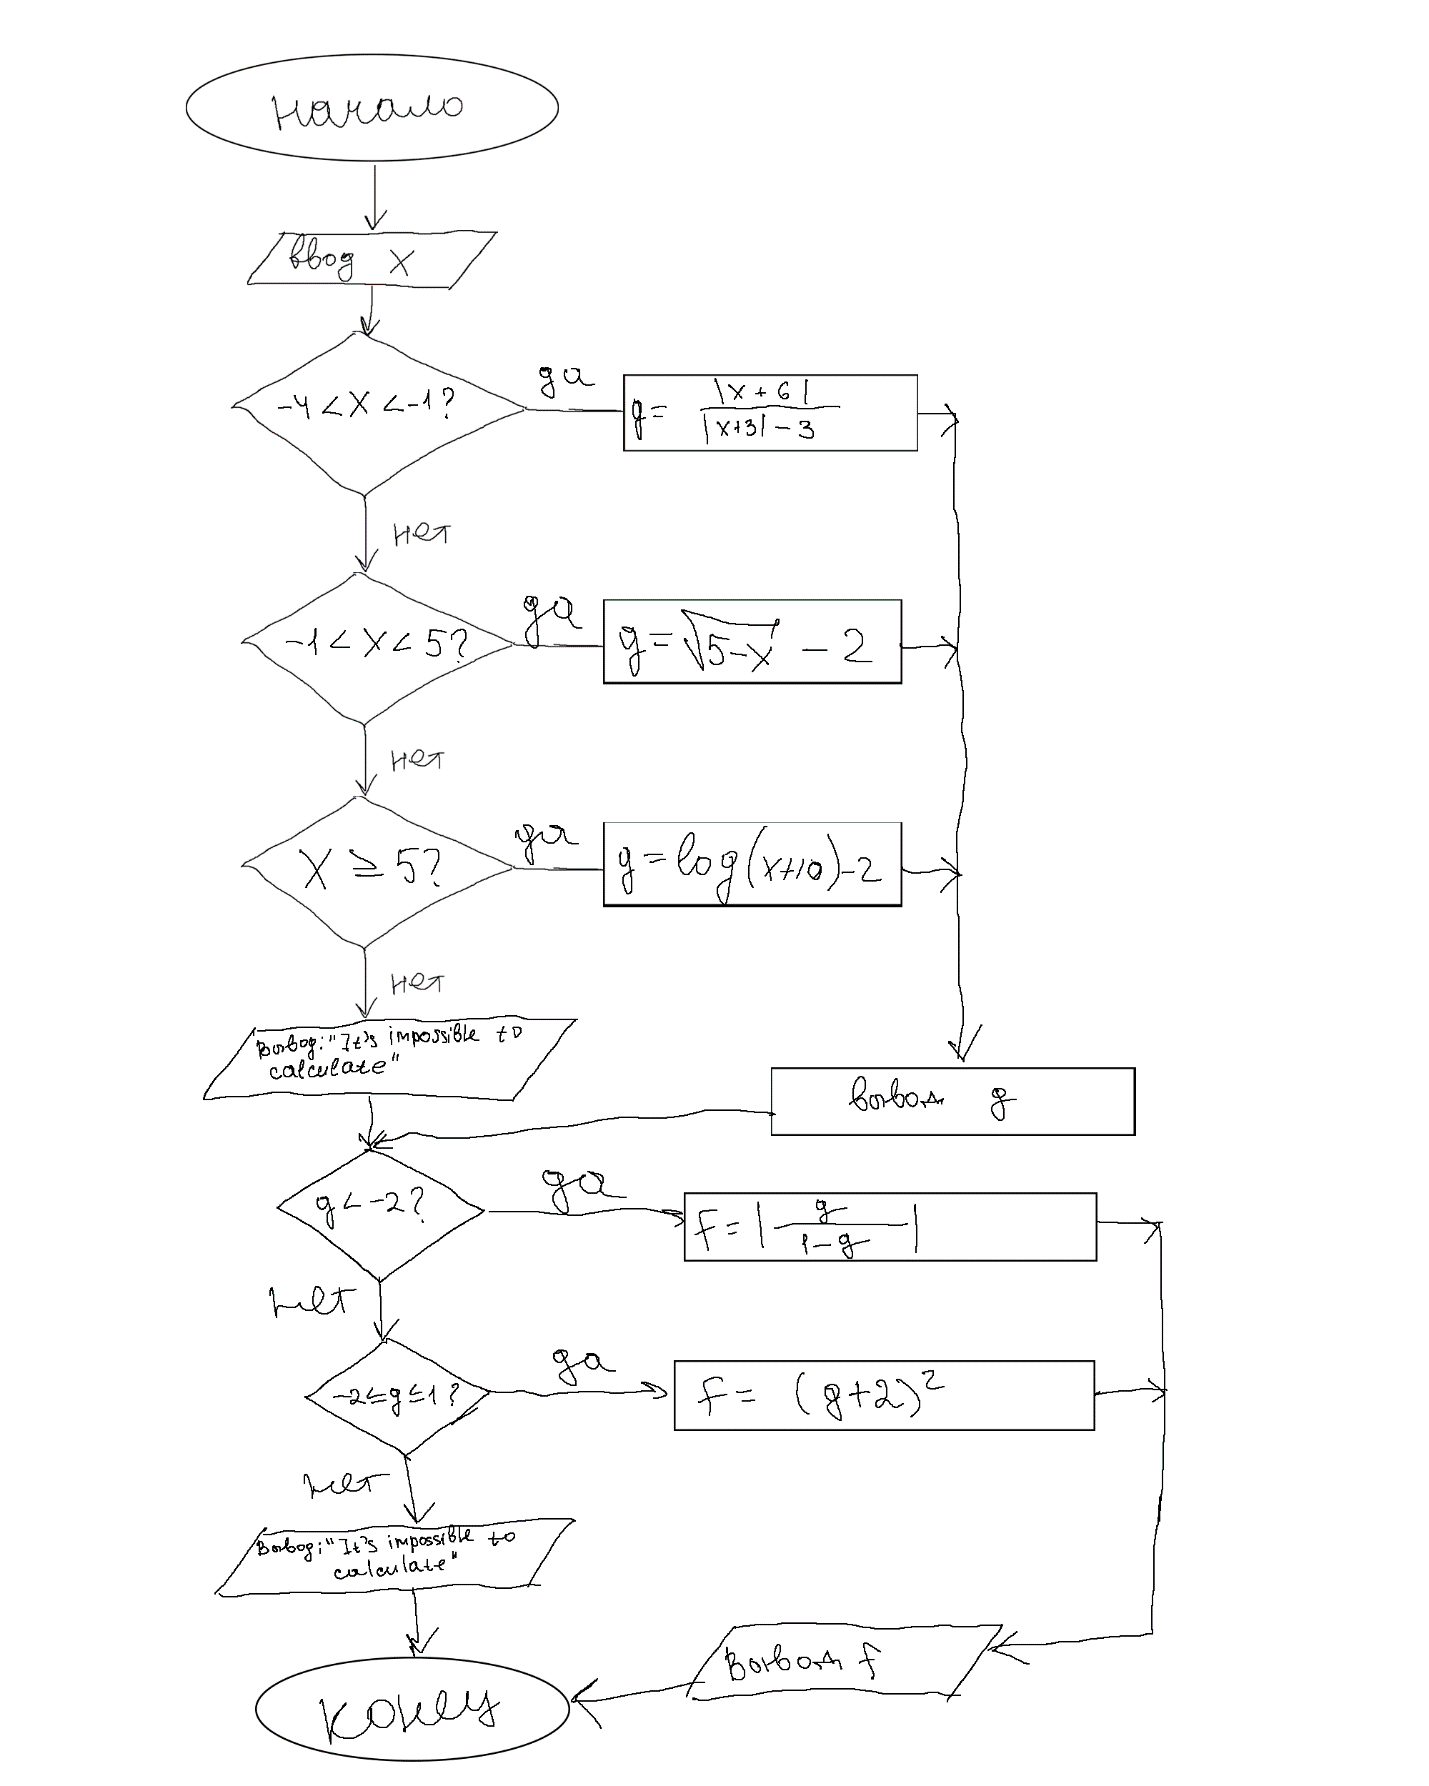 начало
ввод X
-4 < X < -1?
да
g = |x + 6| / |x+3| - 3
нет
-1 < X < 5?
да
g = √5-x - 2
нет
X ≥ 5?
да
g = log(x+10)-2
нет
Вывод: "It's impossible to
calculate"
вывод g
g < -2?
да
f = | g / 1-g |
нет
-2 ≤ g ≤ 1?
да
f = (g+2)²
нет
Вывод: "It's impossible to
calculate"
Вывод f
конец